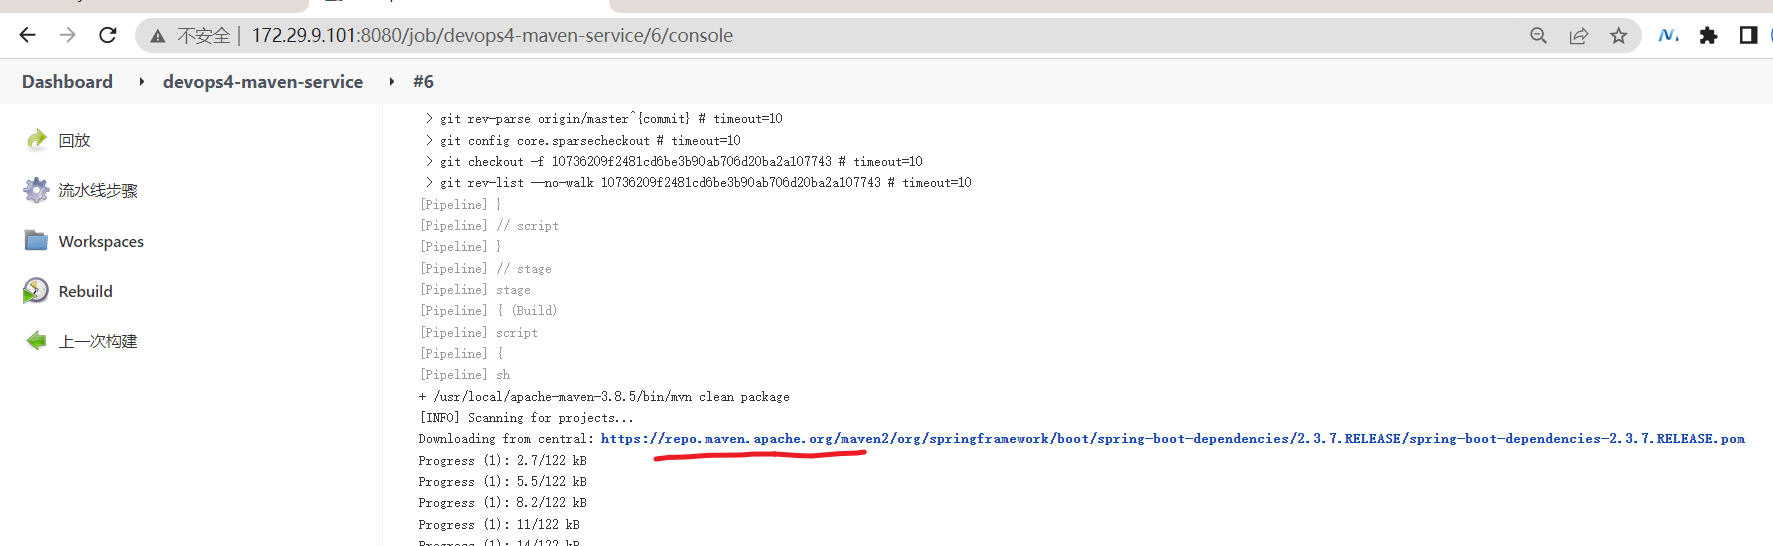 不安全 | 172.29.9.101:8080/job/devops4-maven-service/6/console
Dashboard
devops4-maven-service
#6
回放
流水线步骤
Workspaces
Rebuild
上一次构建
> git rev-parse origin/master^{commit} # timeout=10
> git config core.sparsecheckout # timeout=10
> git checkout -f 10736209f2481cd6be3b90ab706d20ba2a107743 # timeout=10
> git rev-list --no-walk 10736209f2481cd6be3b90ab706d20ba2a107743 # timeout=10
[Pipeline] }
[Pipeline] // script
[Pipeline] }
[Pipeline] // stage
[Pipeline] stage
[Pipeline] { (Build)
[Pipeline] script
[Pipeline] {
[Pipeline] sh
+ /usr/local/apache-maven-3.8.5/bin/mvn clean package
[INFO] Scanning for projects...
Downloading from central: https://repo.maven.apache.org/maven2/org/springframework/boot/spring-boot-dependencies/2.3.7.RELEASE/spring-boot-dependencies-2.3.7.RELEASE.pom
Progress (1): 2.7/122 kB
Progress (1): 5.5/122 kB
Progress (1): 8.2/122 kB
Progress (1): 11/122 kB
Progress (1): 14/122 kB